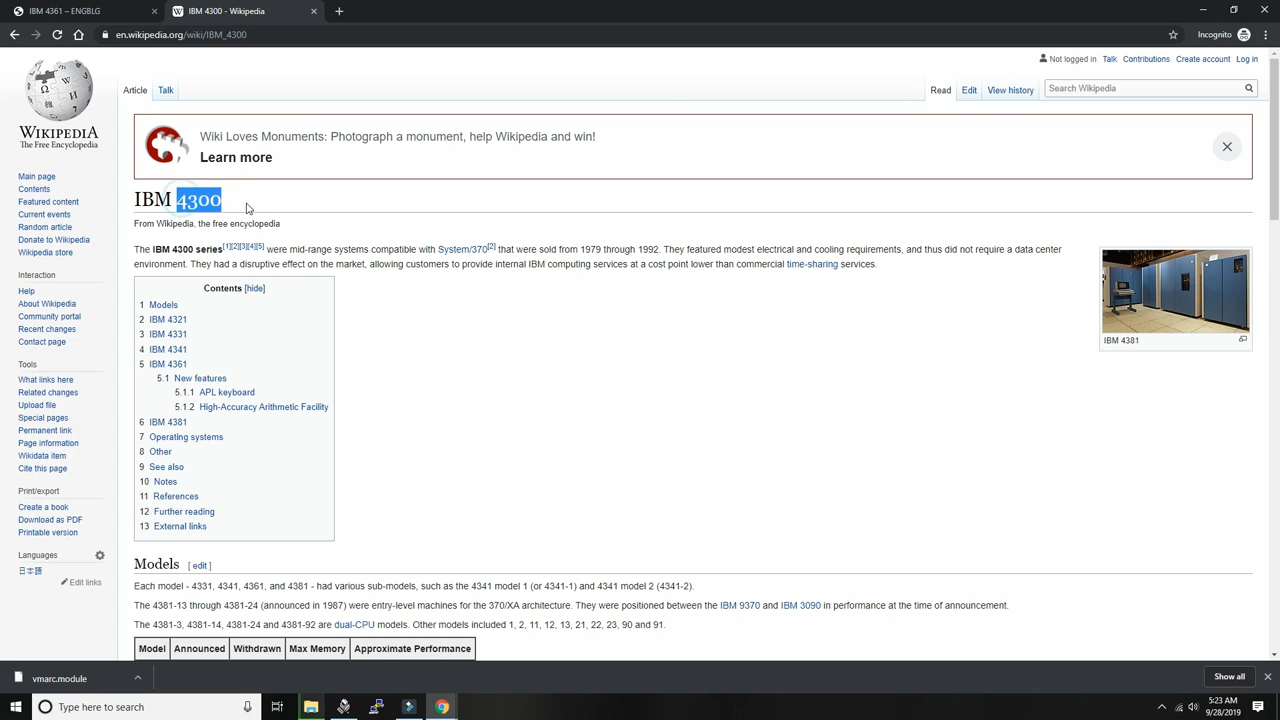 IBM 4361 – ENGBLG
IBM 4300 - Wikipedia
en.wikipedia.org/wiki/IBM_4300
Incognito
Not logged in Talk Contributions Create account Log in
Article Talk
Read Edit View history
Search Wikipedia
WIKIPEDIA
The Free Encyclopedia
Main page
Contents
Featured content
Current events
Random article
Donate to Wikipedia
Wikipedia store
Interaction
Help
About Wikipedia
Community portal
Recent changes
Contact page
Tools
What links here
Related changes
Upload file
Special pages
Permanent link
Page information
Wikidata item
Cite this page
Print/export
Create a book
Download as PDF
Printable version
Languages
日本語
Edit links
Wiki Loves Monuments: Photograph a monument, help Wikipedia and win!
Learn more
IBM 4300
From Wikipedia, the free encyclopedia
The IBM 4300 series[1][2][3][4][5] were mid-range systems compatible with System/370[2] that were sold from 1979 through 1992. They featured modest electrical and cooling requirements, and thus did not require a data center
environment. They had a disruptive effect on the market, allowing customers to provide internal IBM computing services at a cost point lower than commercial time-sharing services.
IBM 4381
Contents [hide]
1 Models
2 IBM 4321
3 IBM 4331
4 IBM 4341
5 IBM 4361
5.1 New features
5.1.1 APL keyboard
5.1.2 High-Accuracy Arithmetic Facility
6 IBM 4381
7 Operating systems
8 Other
9 See also
10 Notes
11 References
12 Further reading
13 External links
Models [ edit ]
Each model - 4331, 4341, 4361, and 4381 - had various sub-models, such as the 4341 model 1 (or 4341-1) and 4341 model 2 (4341-2).
The 4381-13 through 4381-24 (announced in 1987) were entry-level machines for the 370/XA architecture. They were positioned between the IBM 9370 and IBM 3090 in performance at the time of announcement.
The 4381-3, 4381-14, 4381-24 and 4381-92 are dual-CPU models. Other models included 1, 2, 11, 12, 13, 21, 22, 23, 90 and 91.
Model Announced Withdrawn Max Memory Approximate Performance
vmarc.module
Show all
Type here to search
5:23 AM
9/28/2019